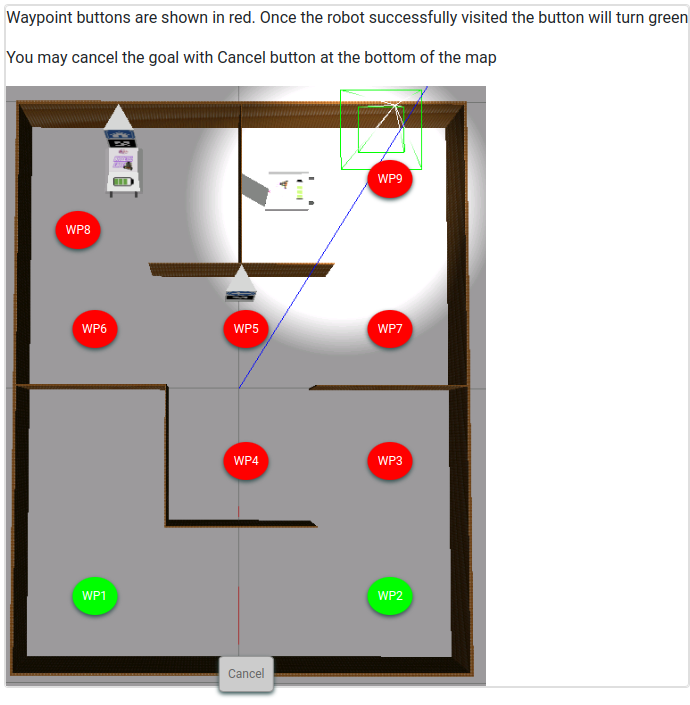 Waypoint buttons are shown in red. Once the robot successfully visited the button will turn green
You may cancel the goal with Cancel button at the bottom of the map
WP9
WP8
WP6
WP5
WP7
WP4
WP3
WP1
WP2
Cancel